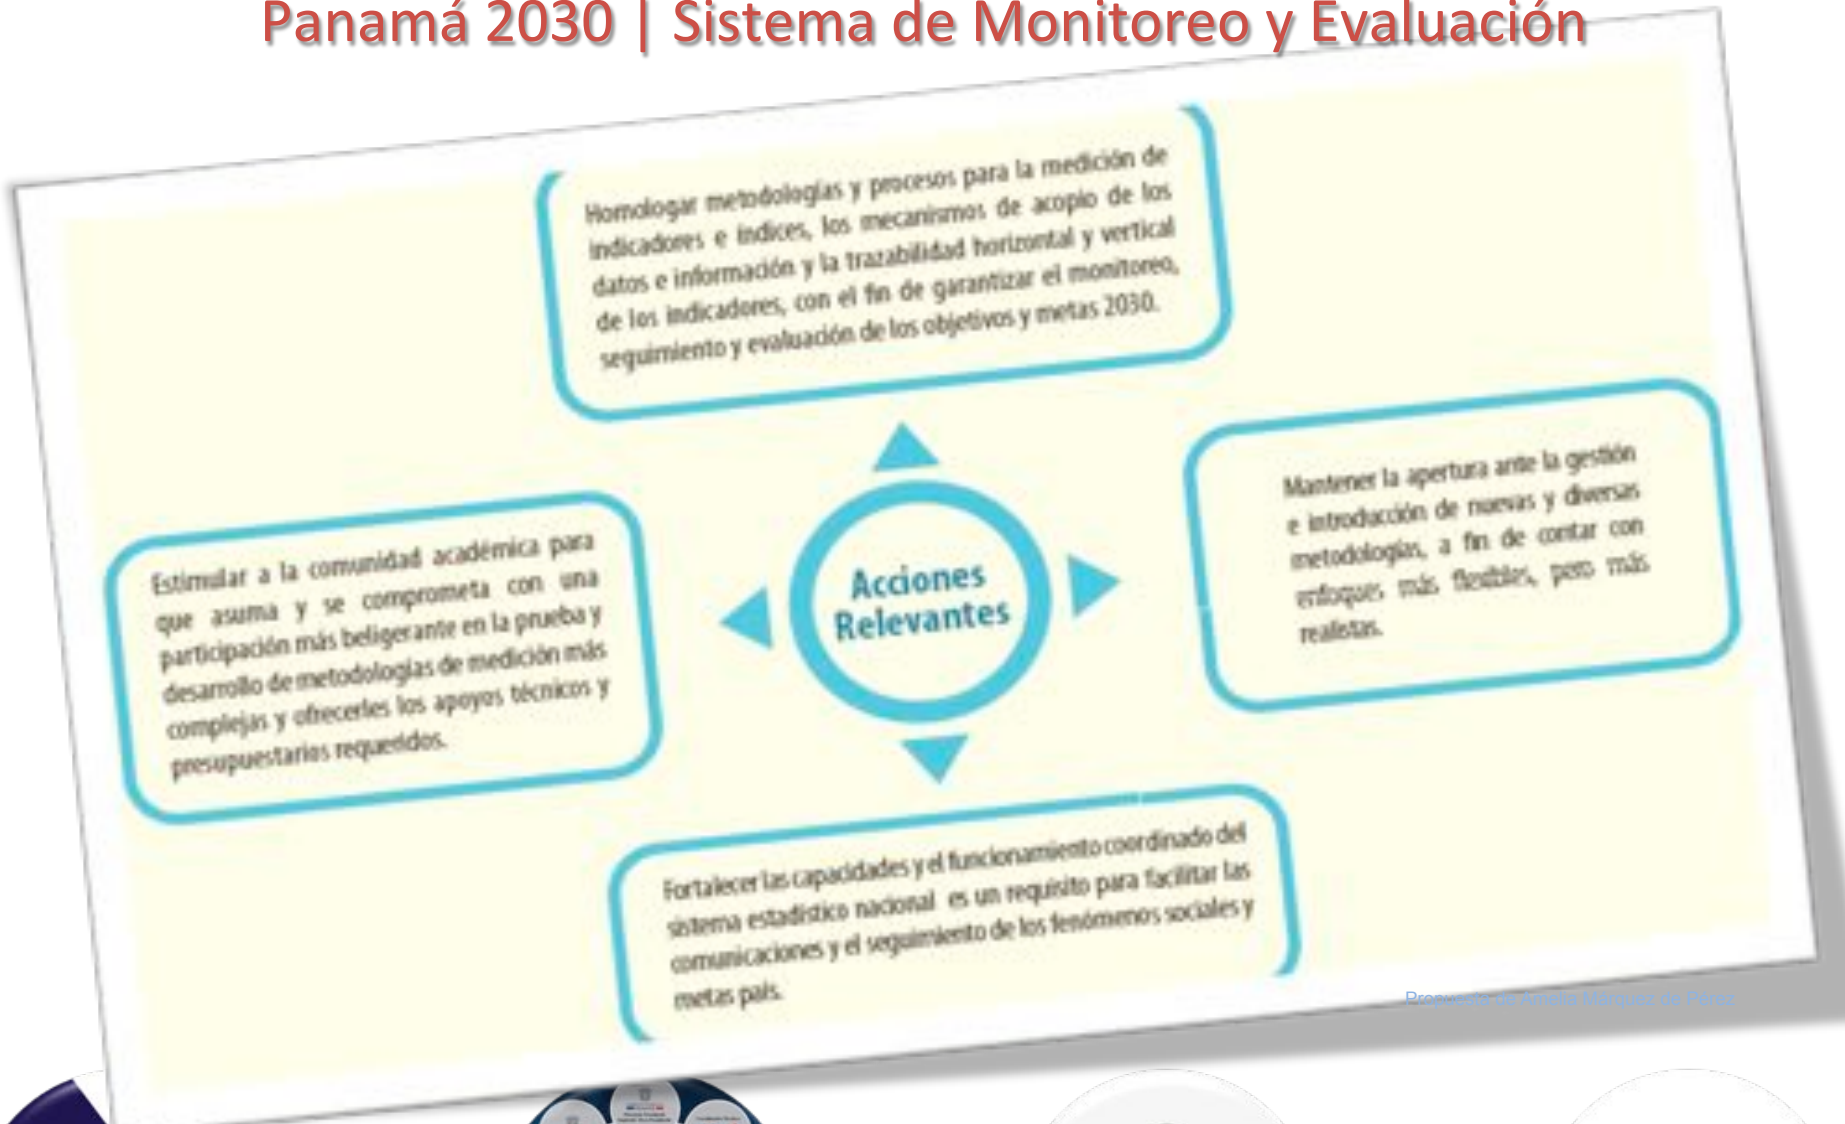 Panamá 2030 | Sistema de Monitoreo y Evaluación
Homologar metodologías y procesos para la medición de
indicadores e índices, los mecanismos de acopio de los
datos e información y la trazabilidad horizontal y vertical
de los indicadores, con el fin de garantizar el monitoreo,
seguimiento y evaluación de los objetivos y metas 2030.
Mantener la apertura ante la gestión
e introducción de nuevas y diversas
metodologías, a fin de contar con
enfoques más flexibles, pero más
realistas.
Estimular a la comunidad académica para
que asuma y se comprometa con una
participación más beligerante en la prueba y
desarrollo de metodologías de medición más
complejas y ofrecerles los apoyos técnicos y
presupuestarios requeridos.
Acciones
Relevantes
Fortalecer las capacidades y el funcionamiento coordinado del
sistema estadístico nacional es un requisito para facilitar las
comunicaciones y el seguimiento de los fenómenos sociales y
metas país.
Propuesta de Amelia Márquez de Pérez